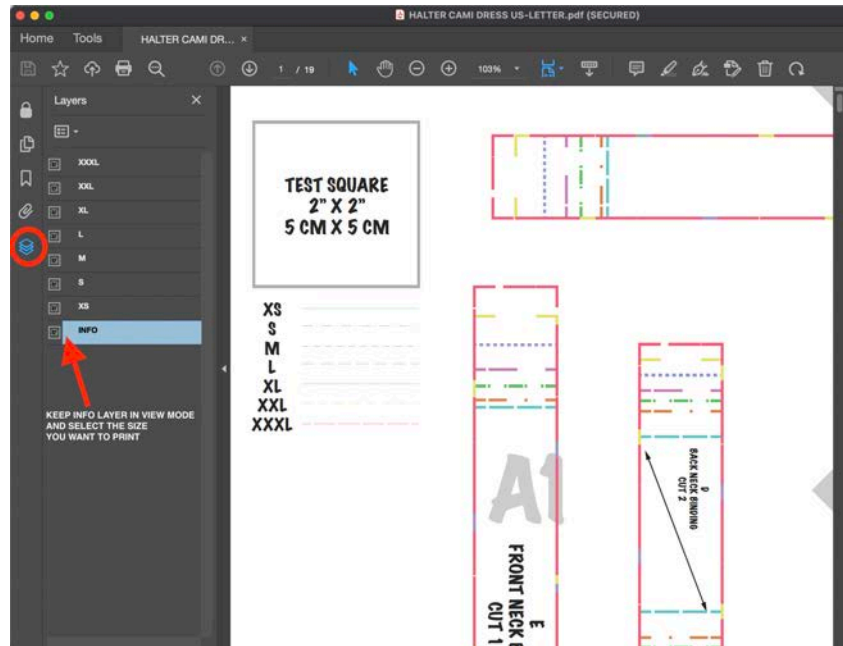 HALTER CAMI DRESS US-LETTER.pdf (SECURED)
Home Tools HALTER CAMI DR... ×
1 / 19 103%
Layers ×
XXXL
XXL
XL
L
M
S
XS
INFO
KEEP INFO LAYER IN VIEW MODE
AND SELECT THE SIZE
YOU WANT TO PRINT
TEST SQUARE
2" X 2"
5 CM X 5 CM
XS
S
M
L
XL
XXL
XXXL
A1
E
FRONT NECK
CUT 1
D
BACK NECK BINDING
CUT 2